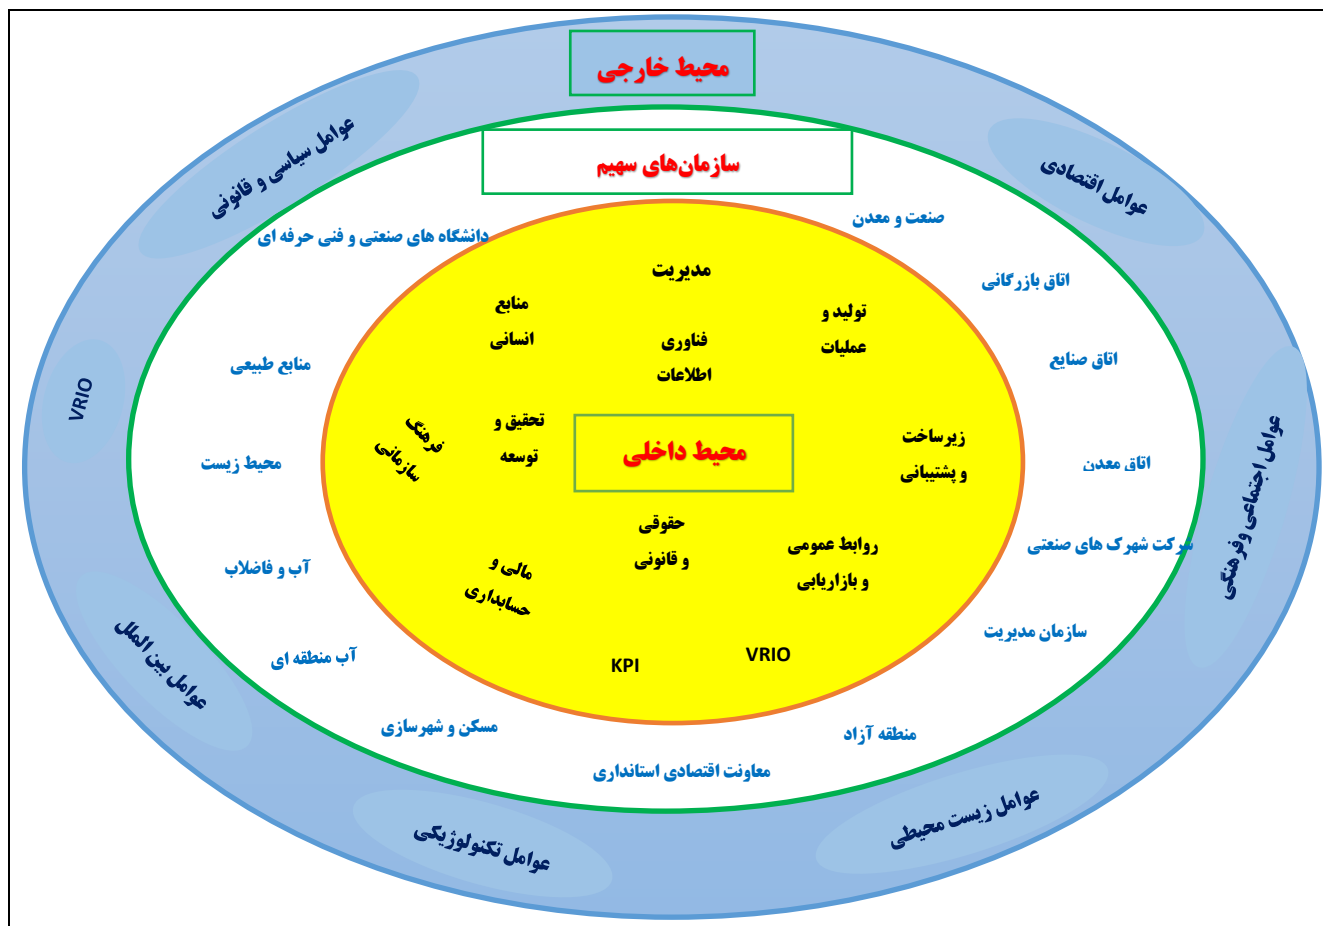 محیط خارجی
عوامل سیاسی و قانونی
عوامل اقتصادی
سازمان‌های سهیم
صنعت و معدن
دانشگاه های صنعتی و فنی حرفه ای
مدیریت
اتاق بازرگانی
تولید و
عملیات
منابع
انسانی
فناوری
اطلاعات
اتاق صنایع
منابع طبیعی
VRIO
عوامل اجتماعی وفرهنگی
زیرساخت
و پشتیبانی
محیط داخلی
تحقیق و
توسعه
فرهنگ
سازمانی
اتاق معدن
محیط زیست
شرکت شهرک های صنعتی
روابط عمومی
و بازاریابی
حقوقی
و قانونی
مالی و
حسابداری
آب و فاضلاب
سازمان مدیریت
VRIO
KPI
آب منطقه ای
عوامل بین الملل
منطقه آزاد
مسکن و شهرسازی
معاونت اقتصادی استانداری
عوامل زیست محیطی
عوامل تکنولوژیکی